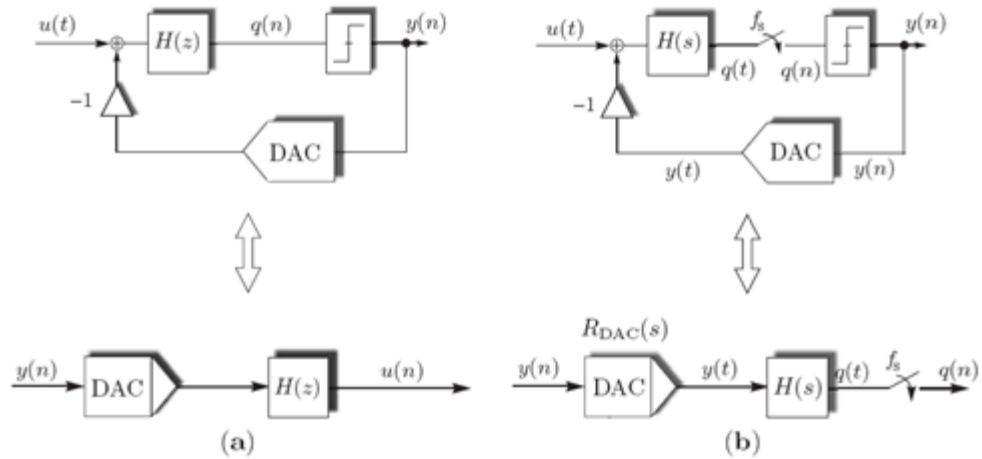 u(t) H(z) q(n) y(n)
-1
DAC
u(t) H(s) q(t) f_s q(n) y(n)
-1
DAC
y(t) y(n)
y(n) DAC H(z) u(n)
(a)
R_DAC(s)
y(n) DAC y(t) H(s) q(t) f_s q(n)
(b)